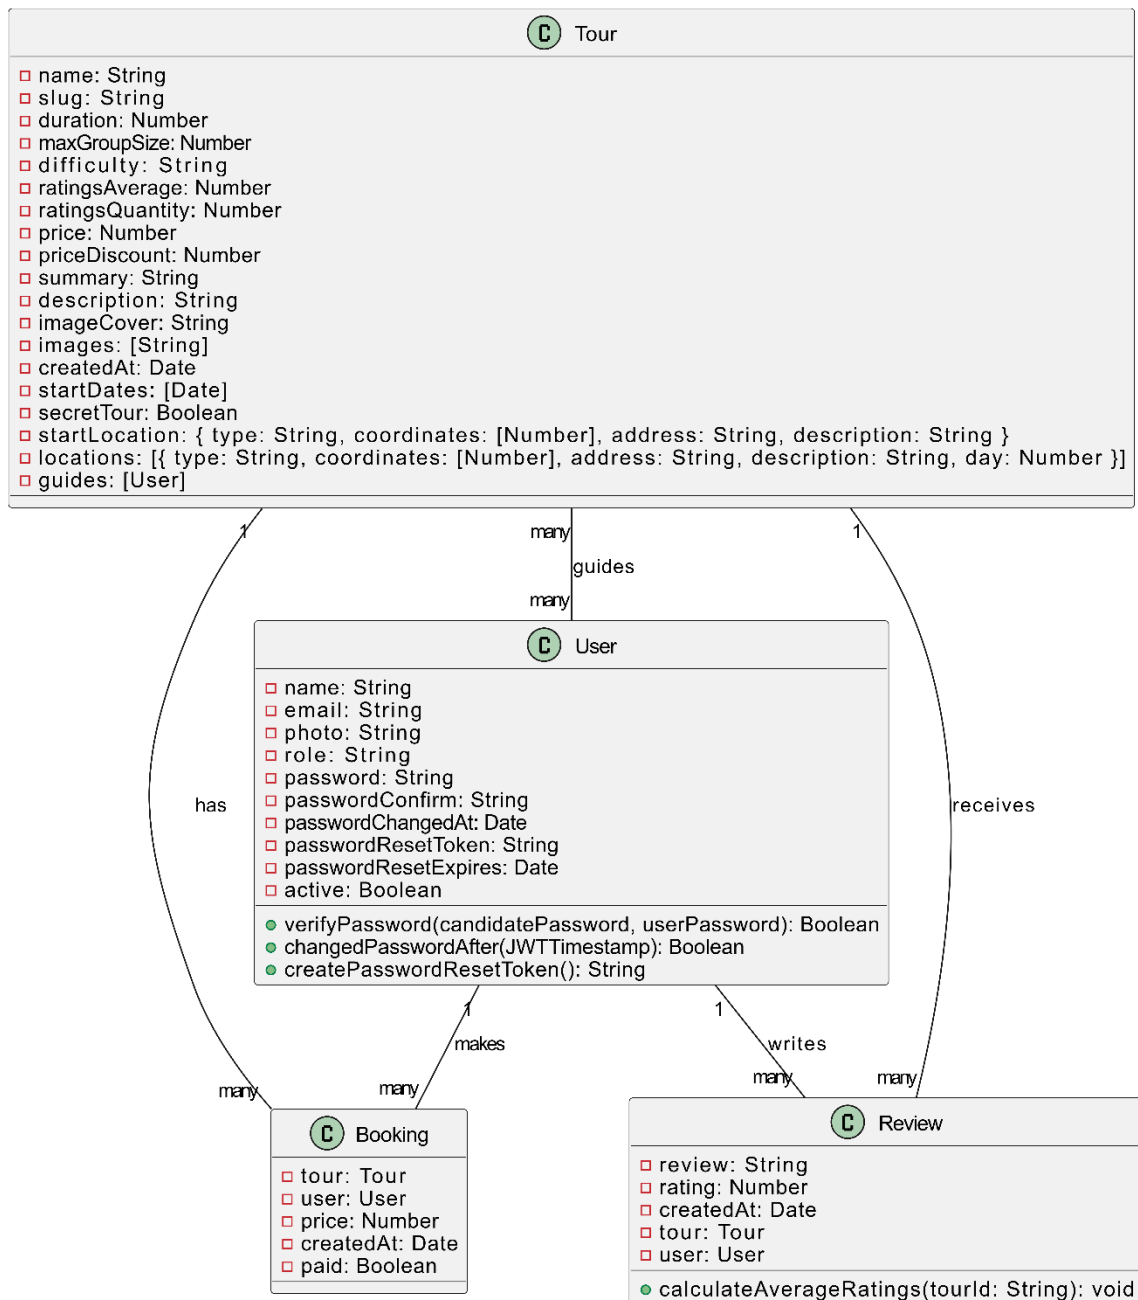 C Tour
name: String
slug: String
duration: Number
maxGroupSize: Number
difficulty: String
ratingsAverage: Number
ratingsQuantity: Number
price: Number
priceDiscount: Number
summary: String
description: String
imageCover: String
images: [String]
createdAt: Date
startDates: [Date]
secretTour: Boolean
startLocation: { type: String, coordinates: [Number], address: String, description: String }
locations: [{ type: String, coordinates: [Number], address: String, description: String, day: Number }]
guides: [User]
1 many 1
guides
many
C User
name: String
email: String
photo: String
role: String
password: String
passwordConfirm: String
passwordChangedAt: Date
passwordResetToken: String
passwordResetExpires: Date
active: Boolean
verifyPassword(candidatePassword, userPassword): Boolean
changedPasswordAfter(JWTTimestamp): Boolean
createPasswordResetToken(): String
has
receives
1 1
makes writes
many many many many
C Booking
tour: Tour
user: User
price: Number
createdAt: Date
paid: Boolean
C Review
review: String
rating: Number
createdAt: Date
tour: Tour
user: User
calculateAverageRatings(tourId: String): void